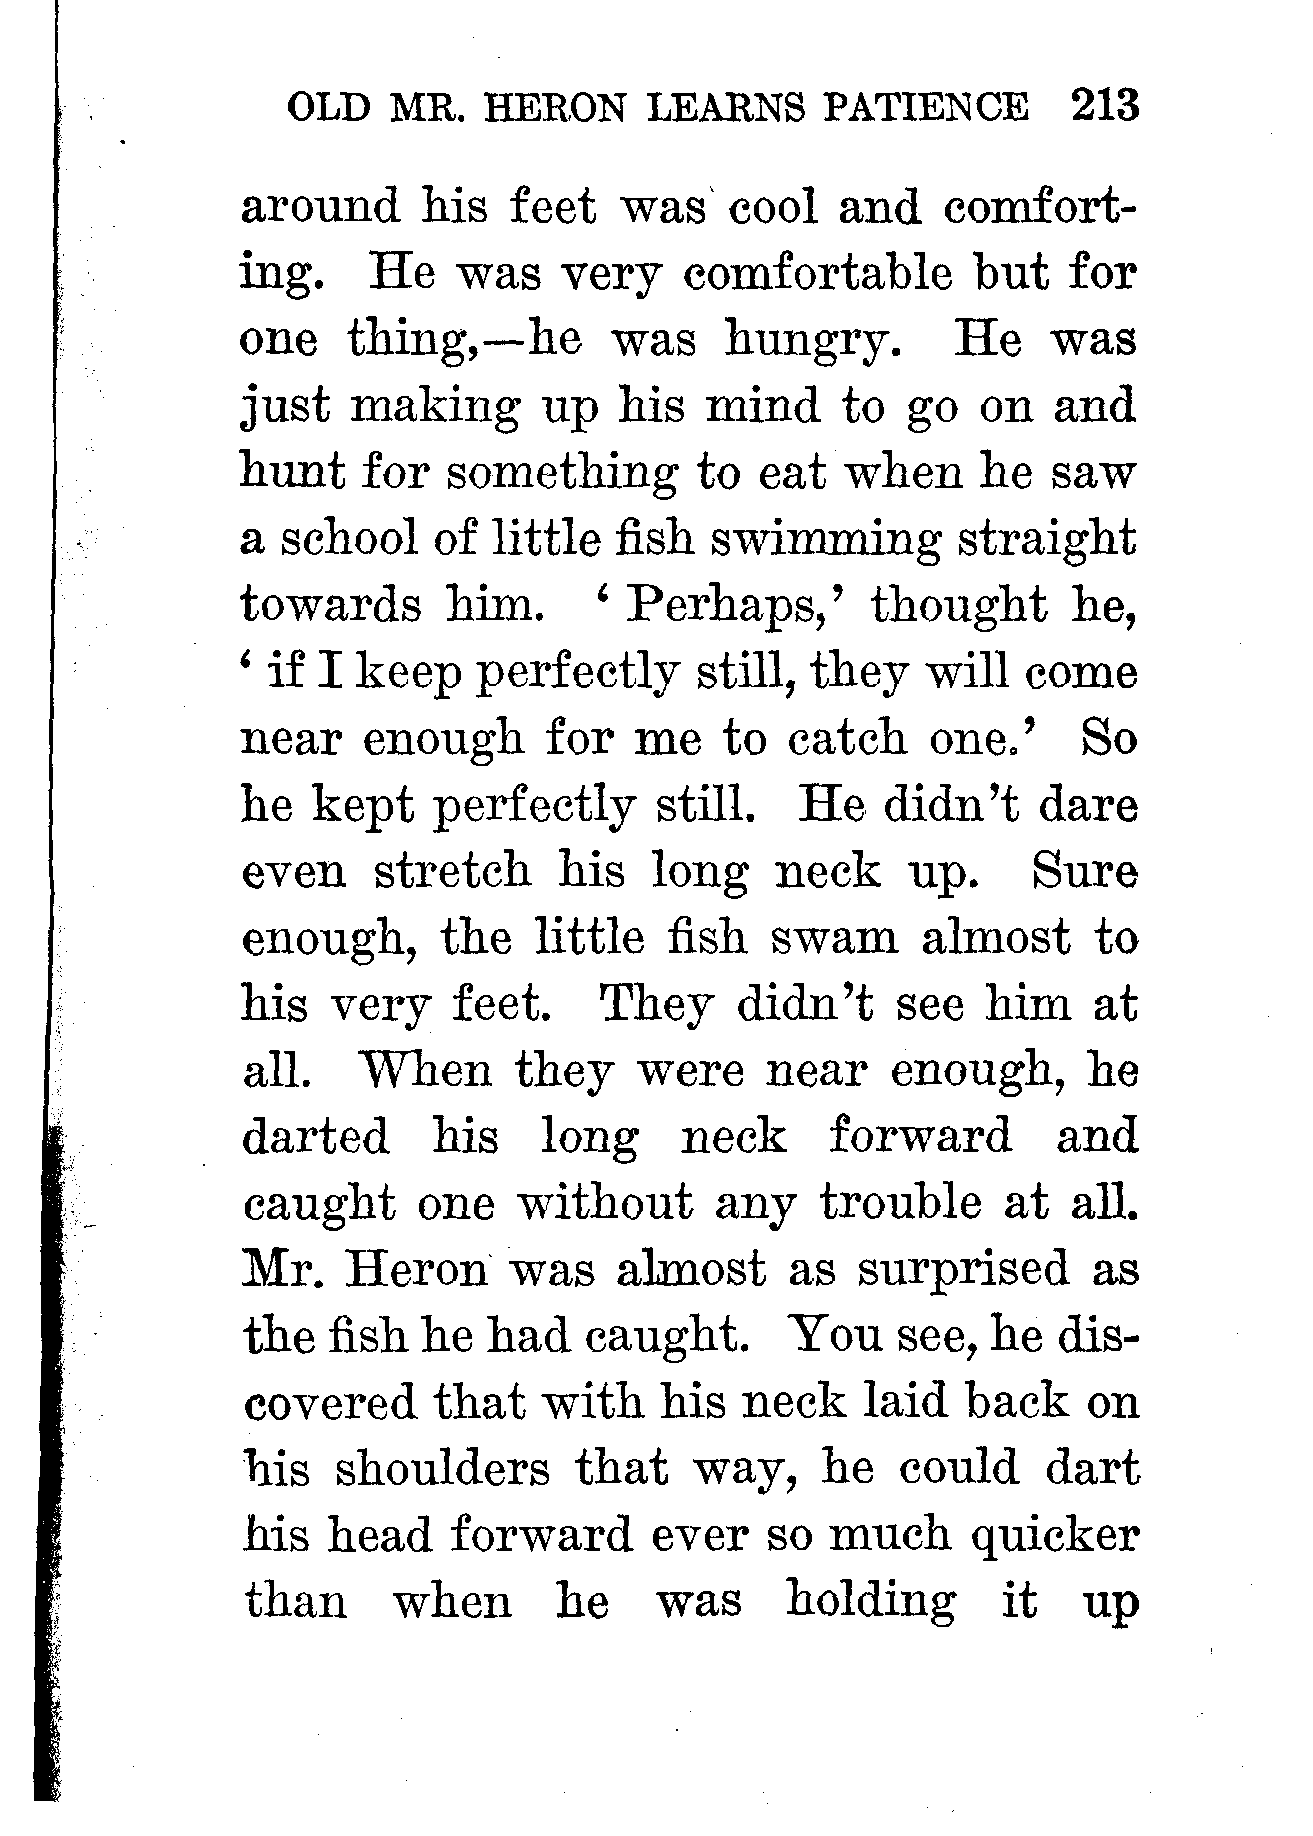 OLD MR. HERON LEARNS PATIENCE 213
around his feet was cool and comfort-
ing. He was very comfortable but for
one thing,—he was hungry. He was
just making up his mind to go on and
hunt for something to eat when he saw
a school of little fish swimming straight
towards him. ‘ Perhaps,’ thought he,
‘ if I keep perfectly still, they will come
near enough for me to catch one.’ So
he kept perfectly still. He didn’t dare
even stretch his long neck up. Sure
enough, the little fish swam almost to
his very feet. They didn’t see him at
all. When they were near enough, he
darted his long neck forward and
caught one without any trouble at all.
Mr. Heron was almost as surprised as
the fish he had caught. You see, he dis-
covered that with his neck laid back on
his shoulders that way, he could dart
his head forward ever so much quicker
than when he was holding it up